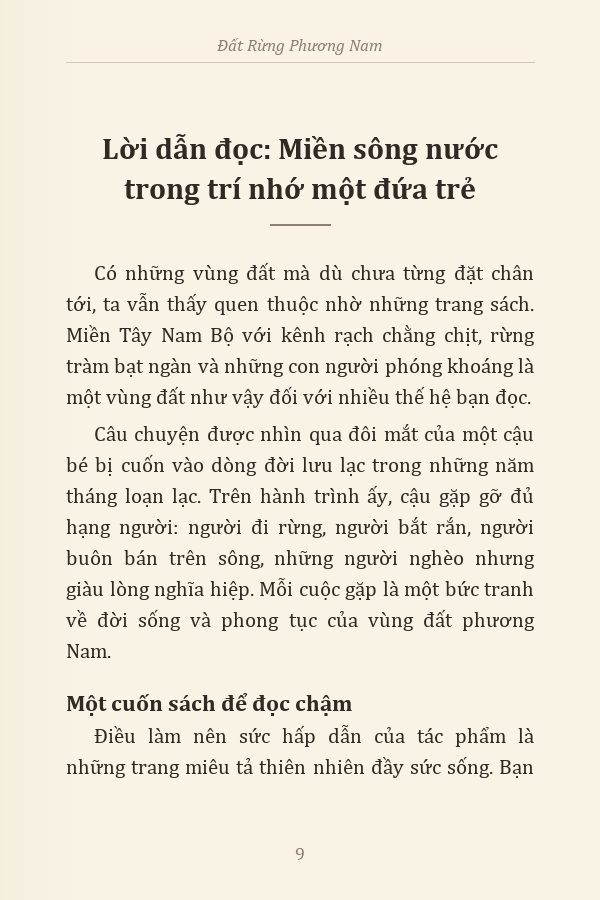 Đất Rừng Phương Nam
Lời dẫn đọc: Miền sông nước
trong trí nhớ một đứa trẻ
Có những vùng đất mà dù chưa từng đặt chân
tới, ta vẫn thấy quen thuộc nhờ những trang sách.
Miền Tây Nam Bộ với kênh rạch chằng chịt, rừng
tràm bạt ngàn và những con người phóng khoáng là
một vùng đất như vậy đối với nhiều thế hệ bạn đọc.
Câu chuyện được nhìn qua đôi mắt của một cậu
bé bị cuốn vào dòng đời lưu lạc trong những năm
tháng loạn lạc. Trên hành trình ấy, cậu gặp gỡ đủ
hạng người: người đi rừng, người bắt rắn, người
buôn bán trên sông, những người nghèo nhưng
giàu lòng nghĩa hiệp. Mỗi cuộc gặp là một bức tranh
về đời sống và phong tục của vùng đất phương
Nam.
Một cuốn sách để đọc chậm
Điều làm nên sức hấp dẫn của tác phẩm là
những trang miêu tả thiên nhiên đầy sức sống. Bạn
9